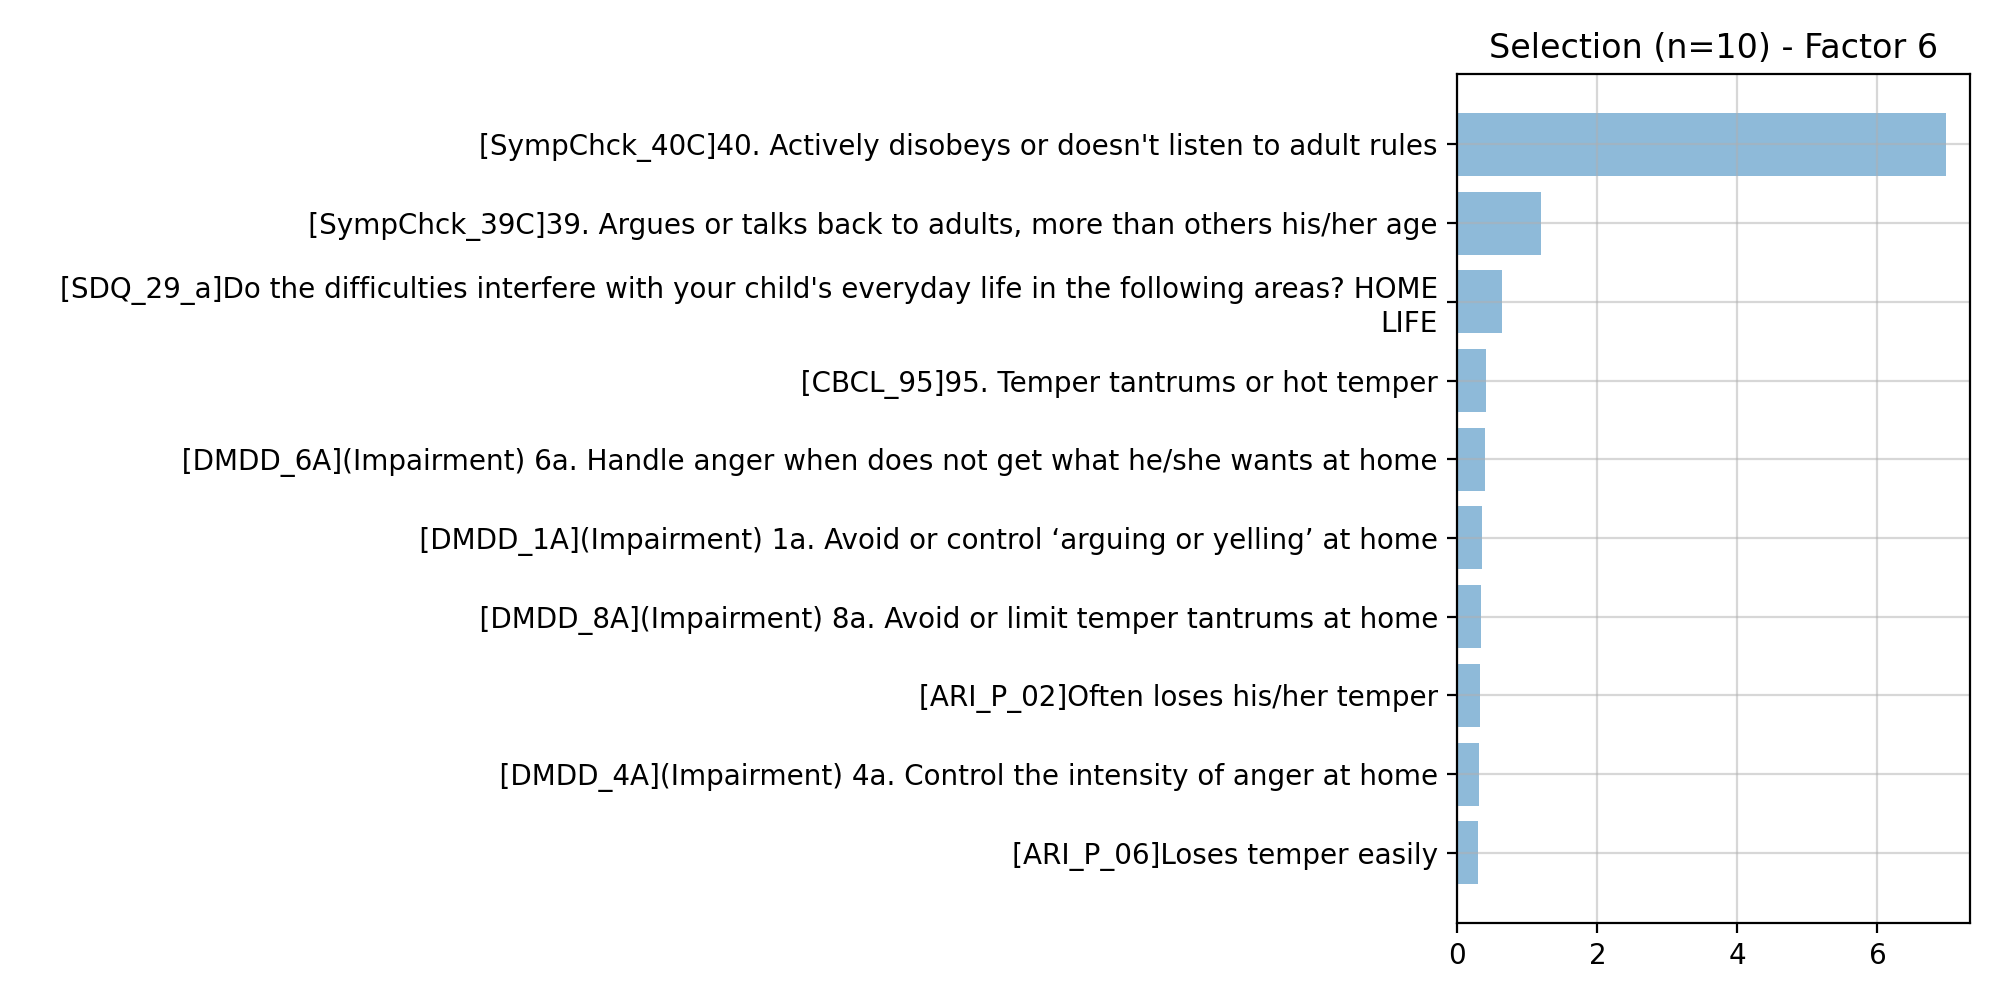 Selection (n=10) - Factor 6
[SympChck_40C]40. Actively disobeys or doesn't listen to adult rules
[SympChck_39C]39. Argues or talks back to adults, more than others his/her age
[SDQ_29_a]Do the difficulties interfere with your child's everyday life in the following areas? HOME
LIFE
[CBCL_95]95. Temper tantrums or hot temper
[DMDD_6A](Impairment) 6a. Handle anger when does not get what he/she wants at home
[DMDD_1A](Impairment) 1a. Avoid or control ‘arguing or yelling’ at home
[DMDD_8A](Impairment) 8a. Avoid or limit temper tantrums at home
[ARI_P_02]Often loses his/her temper
[DMDD_4A](Impairment) 4a. Control the intensity of anger at home
[ARI_P_06]Loses temper easily
0 2 4 6